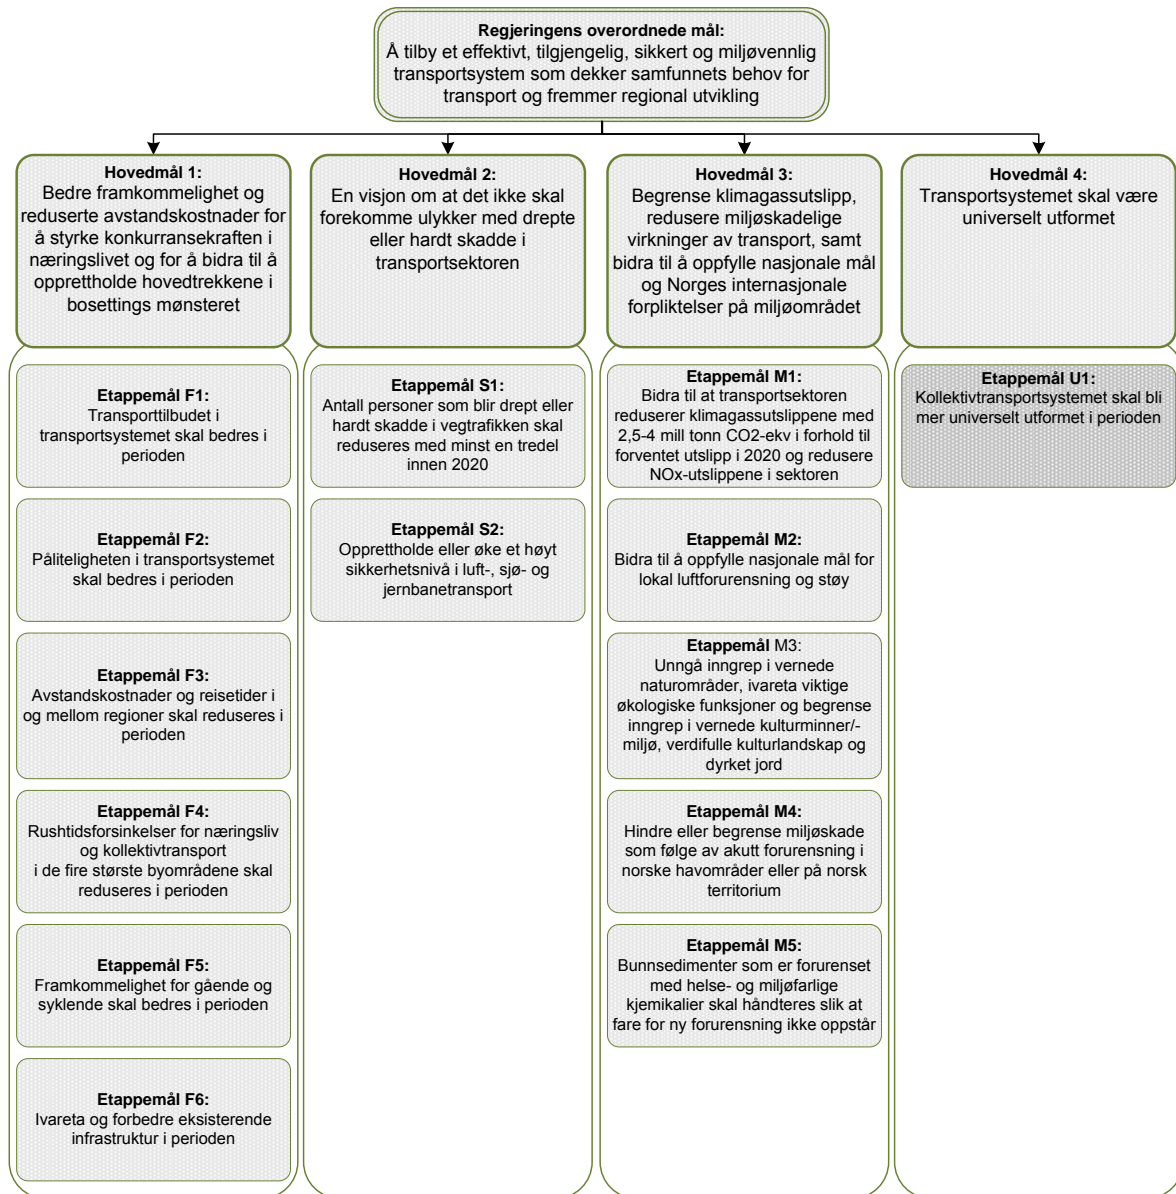 Regjeringens overordnede mål:
Å tilby et effektivt, tilgjengelig, sikkert og miljøvennlig
transportsystem som dekker samfunnets behov for
transport og fremmer regional utvikling
Hovedmål 1:
Bedre framkommelighet og
reduserte avstandskostnader for
å styrke konkurransekraften i
næringslivet og for å bidra til å
opprettholde hovedtrekkene i
bosettings mønsteret
Etappemål F1:
Transporttilbudet i
transportsystemet skal bedres i
perioden
Etappemål F2:
Påliteligheten i transportsystemet
skal bedres i perioden
Etappemål F3:
Avstandskostnader og reisetider i
og mellom regioner skal reduseres i
perioden
Etappemål F4:
Rushtidsforsinkelser for næringsliv
og kollektivtransport
i de fire største byområdene skal
reduseres i perioden
Etappemål F5:
Framkommelighet for gående og
syklende skal bedres i perioden
Etappemål F6:
Ivareta og forbedre eksisterende
infrastruktur i perioden
Hovedmål 2:
En visjon om at det ikke skal
forekomme ulykker med drepte
eller hardt skadde i
transportsektoren
Etappemål S1:
Antall personer som blir drept eller
hardt skadde i vegtrafikken skal
reduseres med minst en tredel
innen 2020
Etappemål S2:
Opprettholde eller øke et høyt
sikkerhetsnivå i luft-, sjø- og
jernbanetransport
Hovedmål 3:
Begrense klimagassutslipp,
redusere miljøskadelige
virkninger av transport, samt
bidra til å oppfylle nasjonale mål
og Norges internasjonale
forpliktelser på miljøområdet
Etappemål M1:
Bidra til at transportsektoren
reduserer klimagassutslippene med
2,5-4 mill tonn CO2-ekv i forhold til
forventet utslipp i 2020 og redusere
NOx-utslippene i sektoren
Etappemål M2:
Bidra til å oppfylle nasjonale mål for
lokal luftforurensning og støy
Etappemål M3:
Unngå inngrep i vernede
naturområder, ivareta viktige
økologiske funksjoner og begrense
inngrep i vernede kulturminner/-
miljø, verdifulle kulturlandskap og
dyrket jord
Etappemål M4:
Hindre eller begrense miljøskade
som følge av akutt forurensning i
norske havområder eller på norsk
territorium
Etappemål M5:
Bunnsedimenter som er forurenset
med helse- og miljøfarlige
kjemikalier skal håndteres slik at
fare for ny forurensning ikke oppstår
Hovedmål 4:
Transportsystemet skal være
universelt utformet
Etappemål U1:
Kollektivtransportsystemet skal bli
mer universelt utformet i perioden